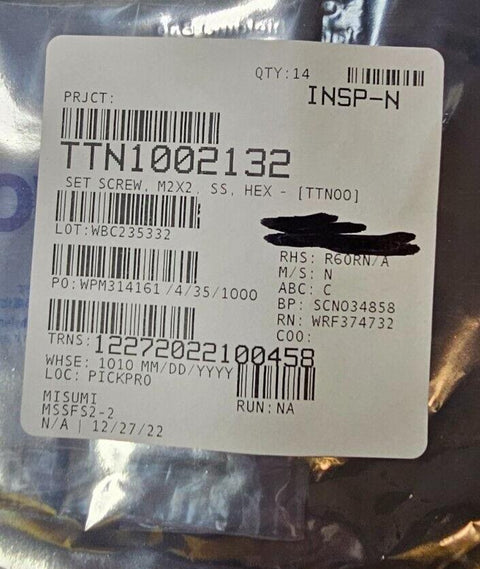 QTY:14
INSP-N
PRJCT:
TTN1002132
SET SCREW, M2X2, SS, HEX - [TTN00]
LOT:WBC235332
RHS: R60RN/A
M/S: N
PO:WPM314161/4/35/1000
ABC: C
BP: SCN034858
RN: WRF374732
COO:
TRNS:12272022100458
WHSE: 1010 MM/DD/YYYY
LOC: PICKPRO
RUN:NA
MISUMI
MSSFS2-2
N/A | 12/27/22